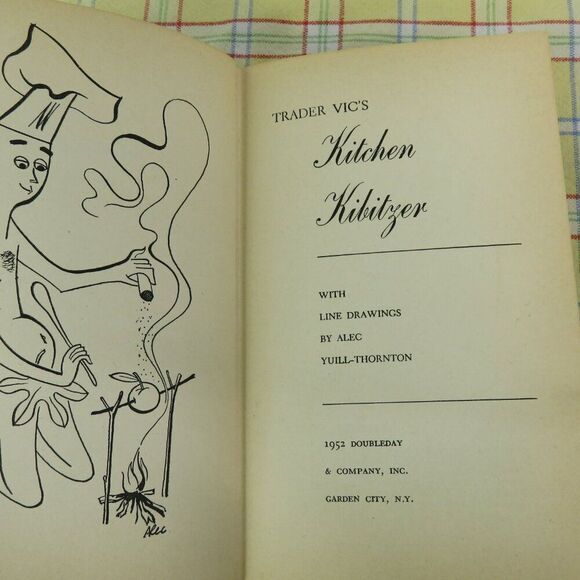 TRADER VIC'S
Kitchen
Kibitzer
WITH
LINE DRAWINGS
BY ALEC
YUILL-THORNTON
1952 DOUBLEDAY
& COMPANY, INC.
GARDEN CITY, N.Y.
ALEC